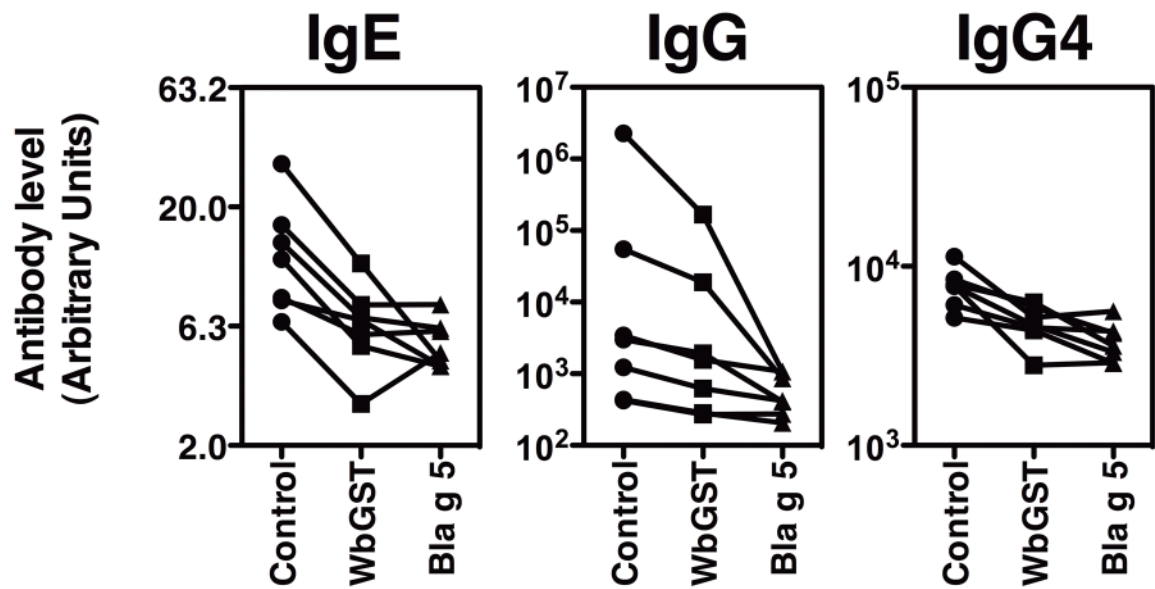 IgE
IgG
IgG4
Antibody level
(Arbitrary Units)
63.2
20.0
6.3
2.0
10⁷
10⁶
10⁵
10⁴
10³
10²
10⁵
10⁴
10³
Control
WbGST
Bla g 5
Control
WbGST
Bla g 5
Control
WbGST
Bla g 5